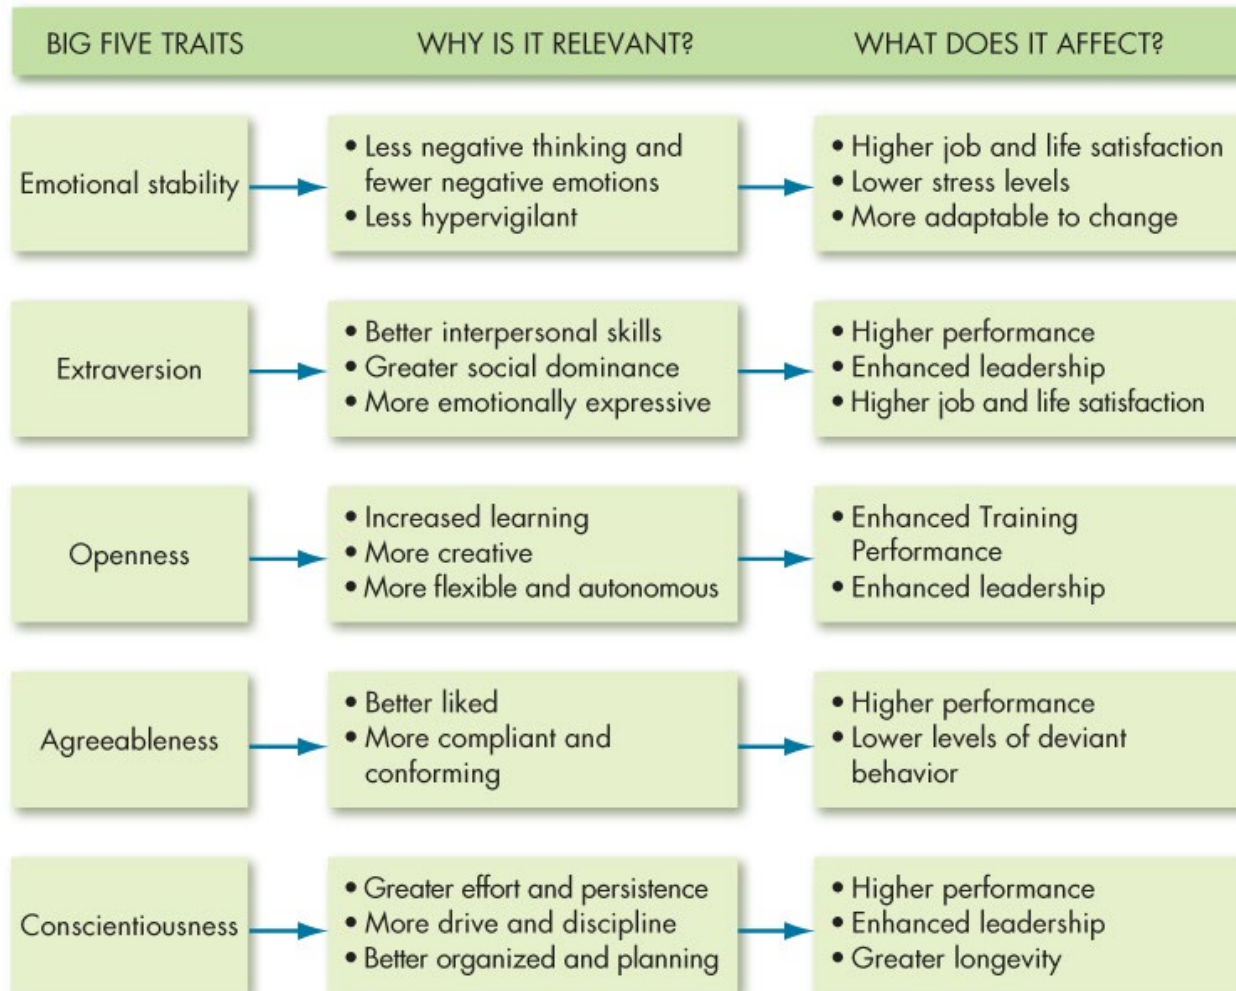 BIG FIVE TRAITS
WHY IS IT RELEVANT?
WHAT DOES IT AFFECT?
Emotional stability
• Less negative thinking and
fewer negative emotions
• Less hypervigilant
• Higher job and life satisfaction
• Lower stress levels
• More adaptable to change
Extraversion
• Better interpersonal skills
• Greater social dominance
• More emotionally expressive
• Higher performance
• Enhanced leadership
• Higher job and life satisfaction
Openness
• Increased learning
• More creative
• More flexible and autonomous
• Enhanced Training
Performance
• Enhanced leadership
Agreeableness
• Better liked
• More compliant and
conforming
• Higher performance
• Lower levels of deviant
behavior
Conscientiousness
• Greater effort and persistence
• More drive and discipline
• Better organized and planning
• Higher performance
• Enhanced leadership
• Greater longevity